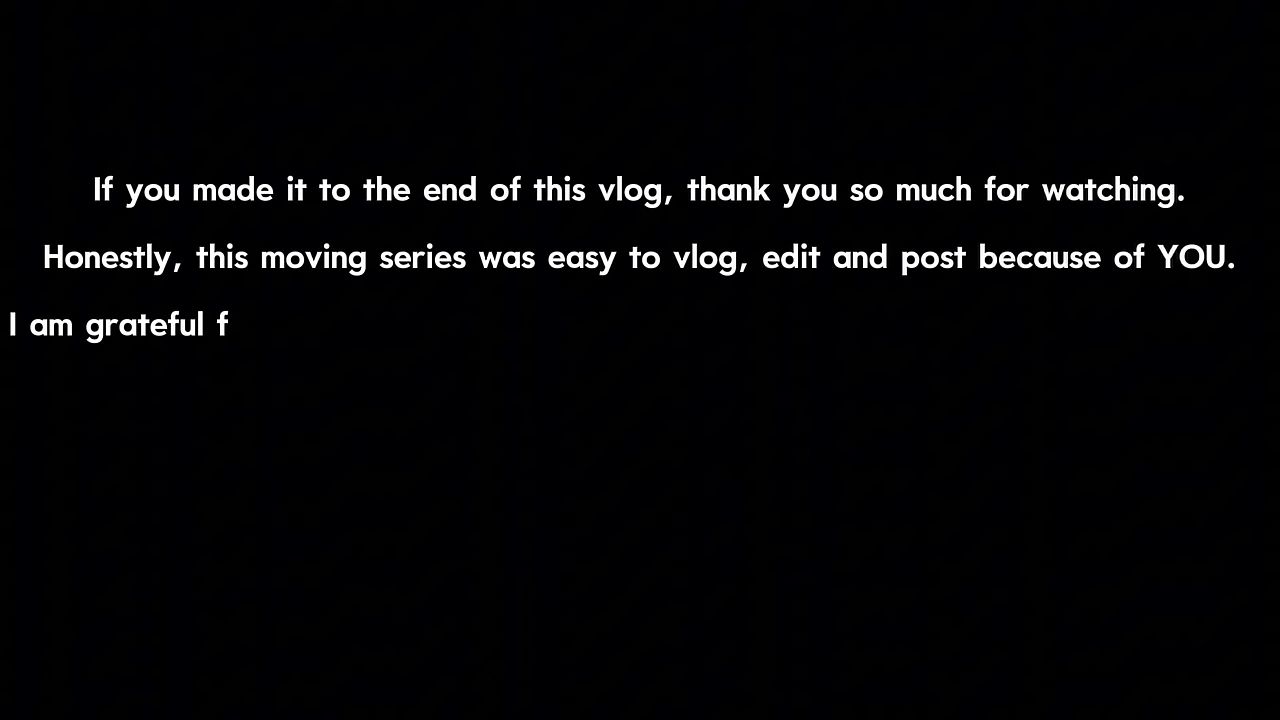 If you made it to the end of this vlog, thank you so much for watching.
Honestly, this moving series was easy to vlog, edit and post because of YOU.
I am grateful f